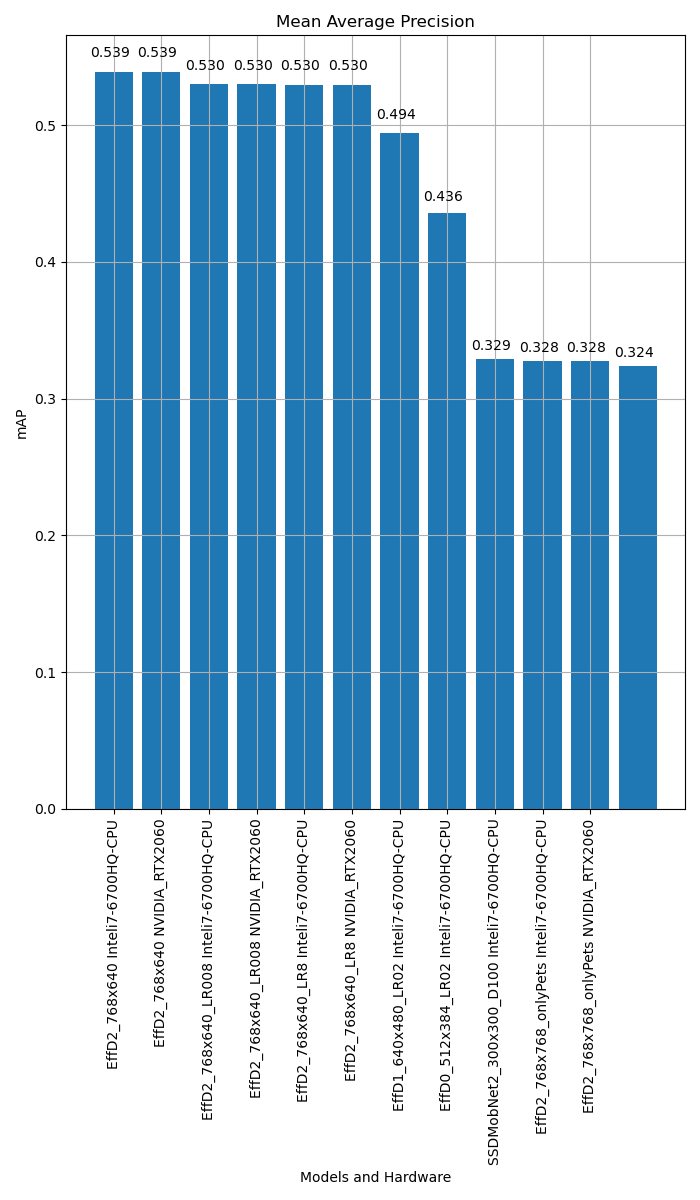 Mean Average Precision
0.539
0.539
0.530
0.530
0.530
0.530
0.494
0.436
0.329
0.328
0.328
0.324
mAP
0.5
0.4
0.3
0.2
0.1
0.0
EffD2_768x640 Inteli7-6700HQ-CPU
EffD2_768x640 NVIDIA_RTX2060
EffD2_768x640_LR008 Inteli7-6700HQ-CPU
EffD2_768x640_LR008 NVIDIA_RTX2060
EffD2_768x640_LR8 Inteli7-6700HQ-CPU
EffD2_768x640_LR8 NVIDIA_RTX2060
EffD1_640x480_LR02 Inteli7-6700HQ-CPU
EffD0_512x384_LR02 Inteli7-6700HQ-CPU
SSDMobNet2_300x300_D100 Inteli7-6700HQ-CPU
EffD2_768x768_onlyPets Inteli7-6700HQ-CPU
EffD2_768x768_onlyPets NVIDIA_RTX2060
Models and Hardware